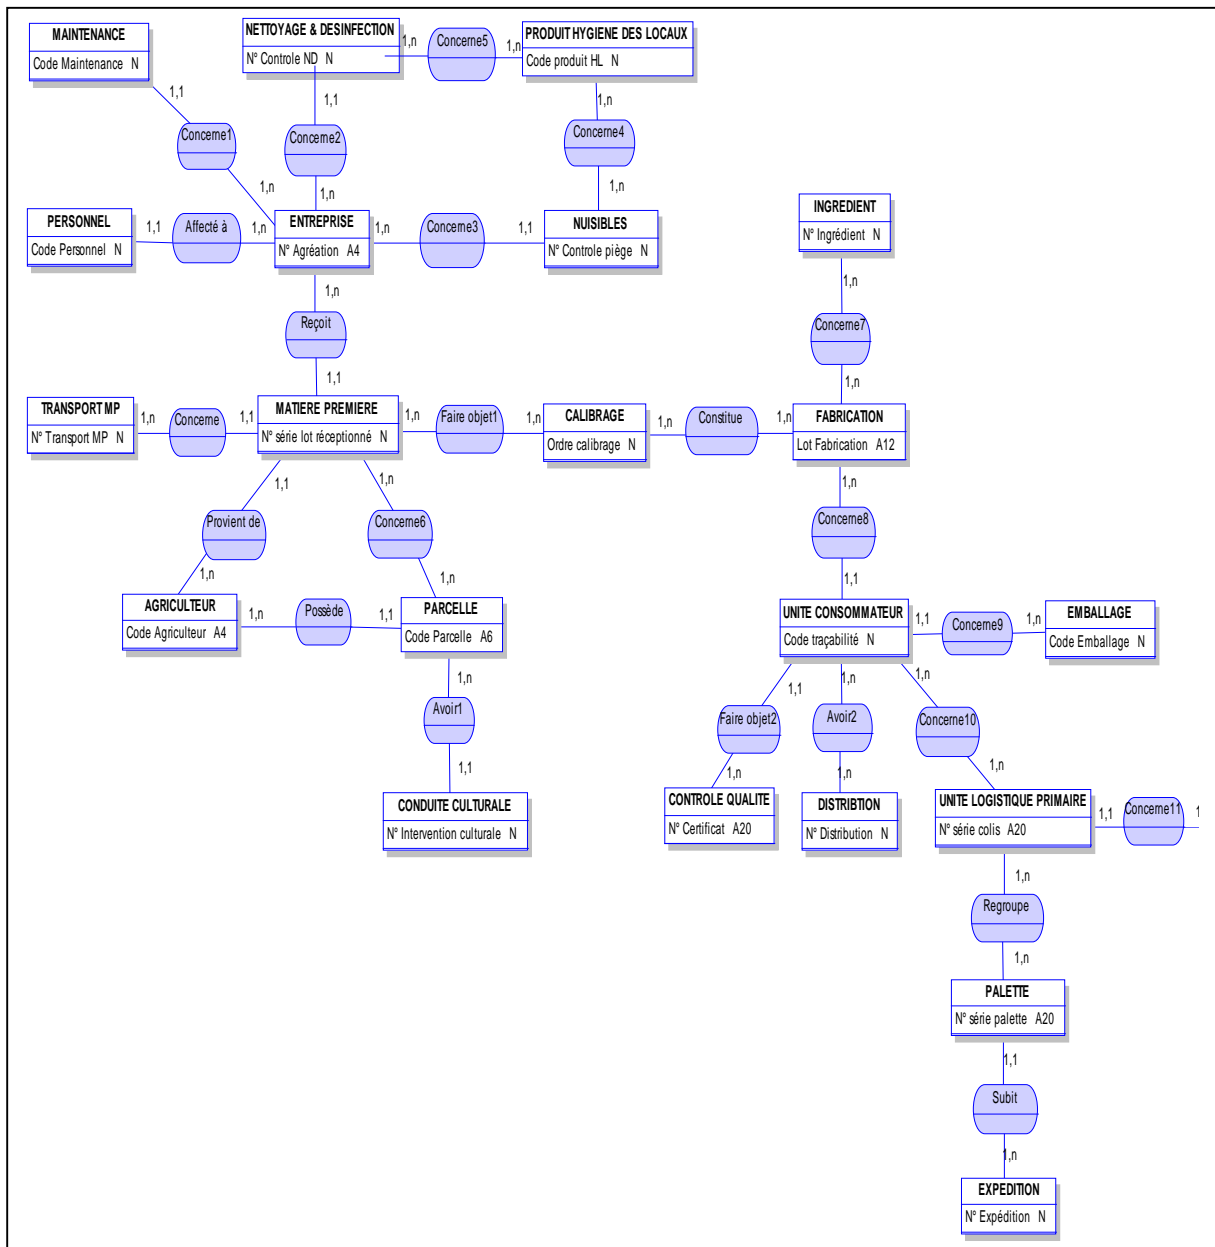 MAINTENANCE
Code Maintenance N
NETTOYAGE & DESINFECTION
N° Controle ND N
1,n
Concerne5
1,n
PRODUIT HYGIENE DES LOCAUX
Code produit HL N
1,1
1,1
1,n
Concerne1
Concerne2
Concerne4
1,n
1,n
1,n
PERSONNEL
Code Personnel N
1,1
Affecté à
1,n
ENTREPRISE
N° Agréation A4
1,n
Concerne3
1,1
NUISIBLES
N° Controle piège N
INGREDIENT
N° Ingrédient N
1,n
1,n
Reçoit
Concerne7
1,1
1,n
TRANSPORT MP
N° Transport MP N
1,n
Concerne
1,1
MATIERE PREMIERE
N° série lot réceptionné N
1,n
Faire objet1
1,n
CALIBRAGE
Ordre calibrage N
1,n
Constitue
1,n
FABRICATION
Lot Fabrication A12
1,1
1,n
1,n
Provient de
Concerne6
Concerne8
1,n
1,n
1,1
AGRICULTEUR
Code Agriculteur A4
1,n
Possède
1,1
PARCELLE
Code Parcelle A6
UNITE CONSOMMATEUR
Code traçabilité N
1,1
Concerne9
1,n
EMBALLAGE
Code Emballage N
1,n
1,1
1,n
1,n
Avoir1
Faire objet2
Avoir2
Concerne10
1,1
1,n
1,n
1,n
CONDUITE CULTURALE
N° Intervention culturale N
CONTROLE QUALITE
N° Certificat A20
DISTRIBTION
N° Distribution N
UNITE LOGISTIQUE PRIMAIRE
N° série colis A20
1,1
Concerne11
1
1,n
Regroupe
1,n
PALETTE
N° série palette A20
1,1
Subit
1,n
EXPEDITION
N° Expédition N